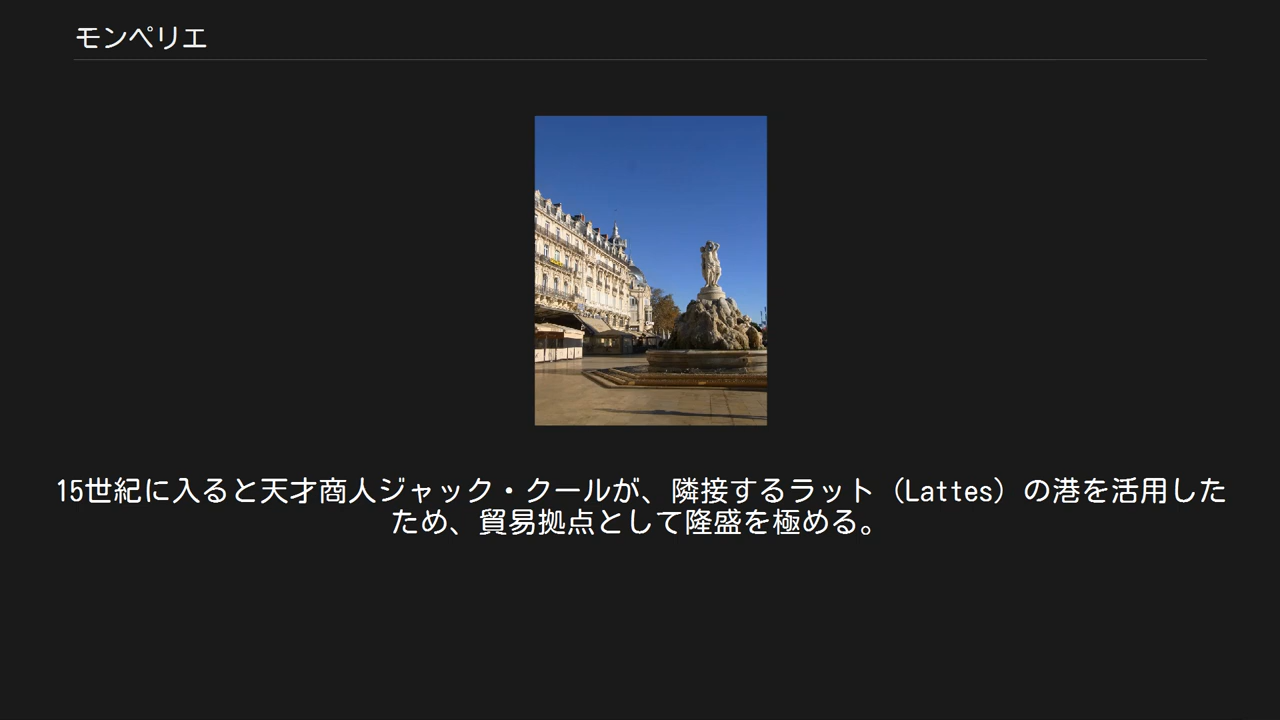 モンペリエ
15世紀に入ると天才商人ジャック・クールが、隣接するラット（Lattes）の港を活用した
ため、貿易拠点として隆盛を極める。